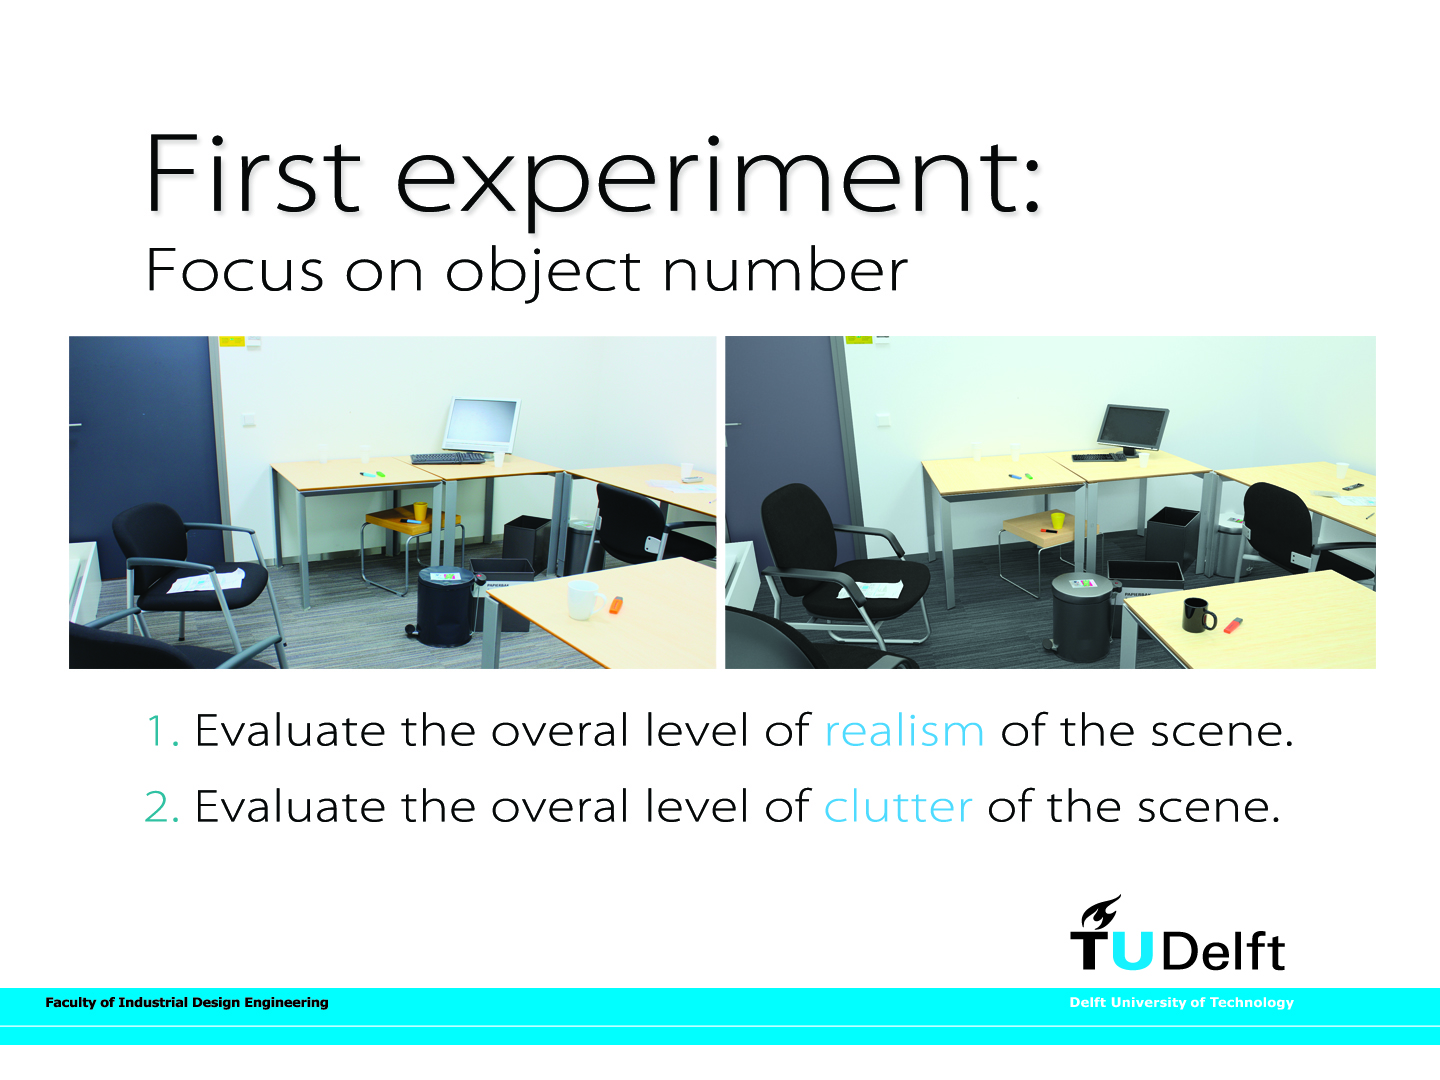 First experiment:
Focus on object number
1. Evaluate the overal level of realism of the scene.
2. Evaluate the overal level of clutter of the scene.
TUDelft
Faculty of Industrial Design Engineering
Delft University of Technology